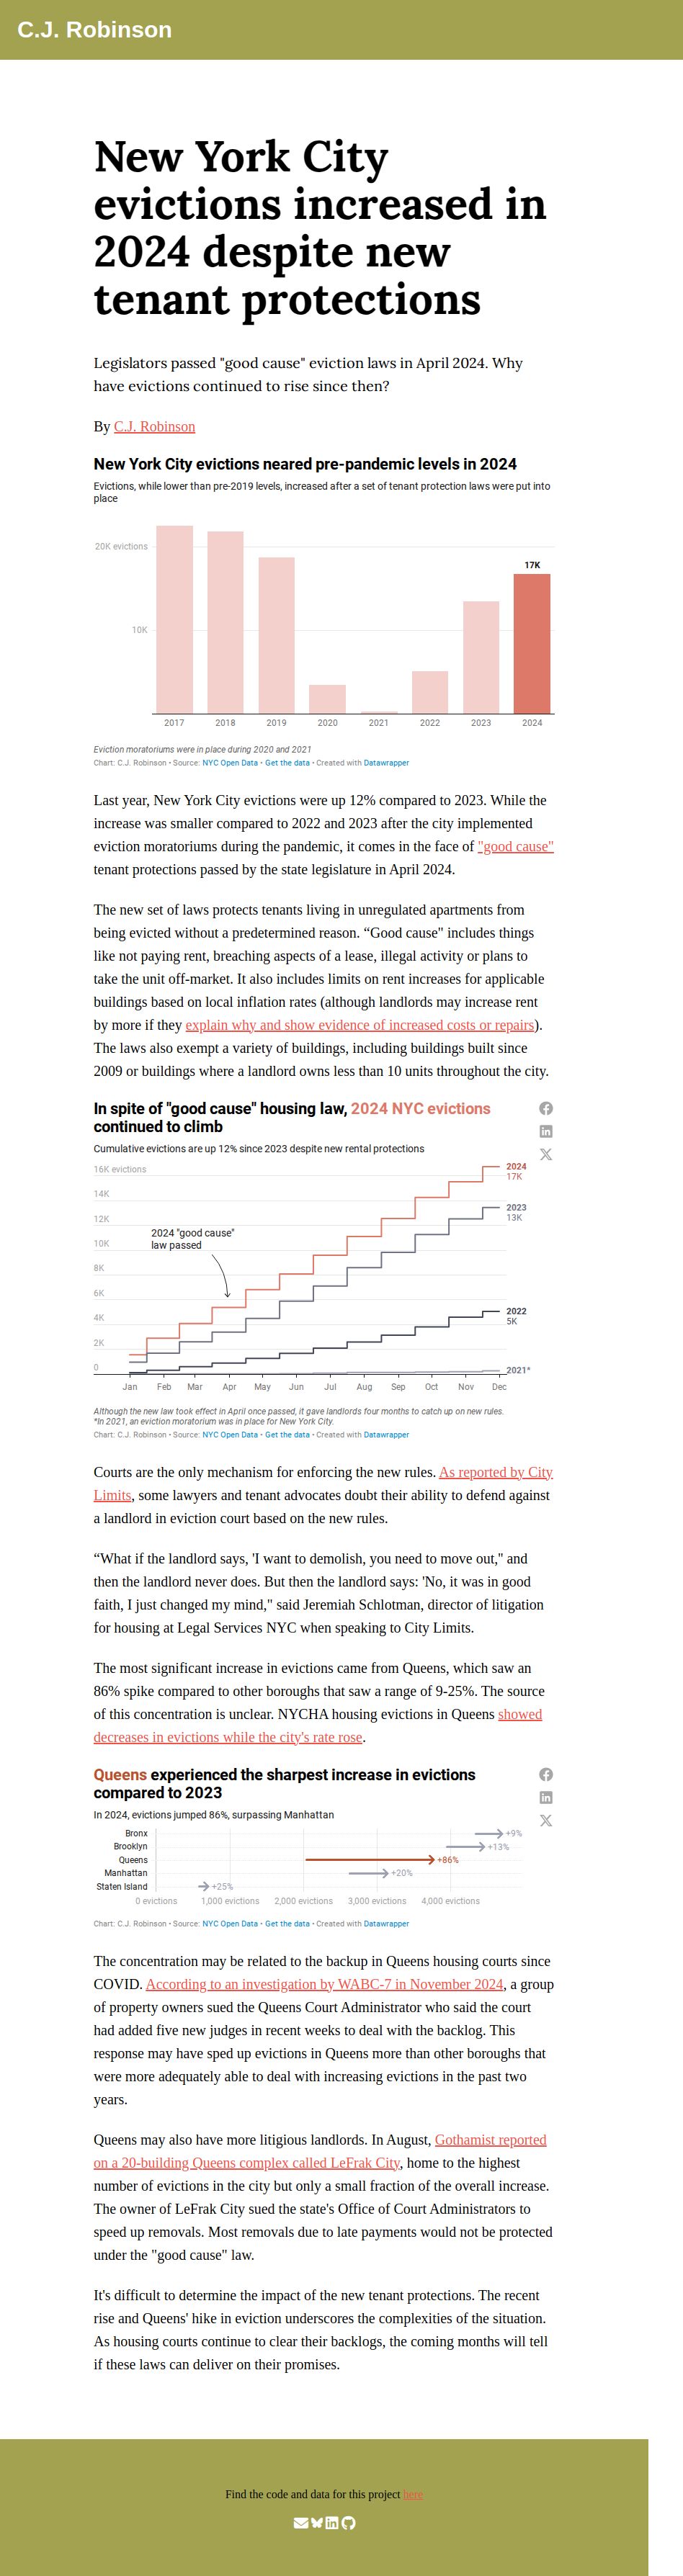 C.J. Robinson
New York City
evictions increased in
2024 despite new
tenant protections
Legislators passed "good cause" eviction laws in April 2024. Why
have evictions continued to rise since then?
By C.J. Robinson
New York City evictions neared pre-pandemic levels in 2024
Evictions, while lower than pre-2019 levels, increased after a set of tenant protection laws were put into
place
20K evictions
17K
10K
2017 2018 2019 2020 2021 2022 2023 2024
Eviction moratoriums were in place during 2020 and 2021
Chart: C.J. Robinson • Source: NYC Open Data • Get the data • Created with Datawrapper
Last year, New York City evictions were up 12% compared to 2023. While the
increase was smaller compared to 2022 and 2023 after the city implemented
eviction moratoriums during the pandemic, it comes in the face of "good cause"
tenant protections passed by the state legislature in April 2024.
The new set of laws protects tenants living in unregulated apartments from
being evicted without a predetermined reason. “Good cause" includes things
like not paying rent, breaching aspects of a lease, illegal activity or plans to
take the unit off-market. It also includes limits on rent increases for applicable
buildings based on local inflation rates (although landlords may increase rent
by more if they explain why and show evidence of increased costs or repairs).
The laws also exempt a variety of buildings, including buildings built since
2009 or buildings where a landlord owns less than 10 units throughout the city.
In spite of "good cause" housing law, 2024 NYC evictions
continued to climb
Cumulative evictions are up 12% since 2023 despite new rental protections
16K evictions
14K
12K
10K
8K
6K
4K
2K
0
2024 "good cause"
law passed
2024
17K
2023
13K
2022
5K
2021*
Jan Feb Mar Apr May Jun Jul Aug Sep Oct Nov Dec
Although the new law took effect in April once passed, it gave landlords four months to catch up on new rules.
*In 2021, an eviction moratorium was in place for New York City.
Chart: C.J. Robinson • Source: NYC Open Data • Get the data • Created with Datawrapper
Courts are the only mechanism for enforcing the new rules. As reported by City
Limits, some lawyers and tenant advocates doubt their ability to defend against
a landlord in eviction court based on the new rules.
“What if the landlord says, 'I want to demolish, you need to move out," and
then the landlord never does. But then the landlord says: 'No, it was in good
faith, I just changed my mind," said Jeremiah Schlotman, director of litigation
for housing at Legal Services NYC when speaking to City Limits.
The most significant increase in evictions came from Queens, which saw an
86% spike compared to other boroughs that saw a range of 9-25%. The source
of this concentration is unclear. NYCHA housing evictions in Queens showed
decreases in evictions while the city's rate rose.
Queens experienced the sharpest increase in evictions
compared to 2023
In 2024, evictions jumped 86%, surpassing Manhattan
Bronx +9%
Brooklyn +13%
Queens +86%
Manhattan +20%
Staten Island +25%
0 evictions 1,000 evictions 2,000 evictions 3,000 evictions 4,000 evictions
Chart: C.J. Robinson • Source: NYC Open Data • Get the data • Created with Datawrapper
The concentration may be related to the backup in Queens housing courts since
COVID. According to an investigation by WABC-7 in November 2024, a group
of property owners sued the Queens Court Administrator who said the court
had added five new judges in recent weeks to deal with the backlog. This
response may have sped up evictions in Queens more than other boroughs that
were more adequately able to deal with increasing evictions in the past two
years.
Queens may also have more litigious landlords. In August, Gothamist reported
on a 20-building Queens complex called LeFrak City, home to the highest
number of evictions in the city but only a small fraction of the overall increase.
The owner of LeFrak City sued the state's Office of Court Administrators to
speed up removals. Most removals due to late payments would not be protected
under the "good cause" law.
It's difficult to determine the impact of the new tenant protections. The recent
rise and Queens' hike in eviction underscores the complexities of the situation.
As housing courts continue to clear their backlogs, the coming months will tell
if these laws can deliver on their promises.
Find the code and data for this project here